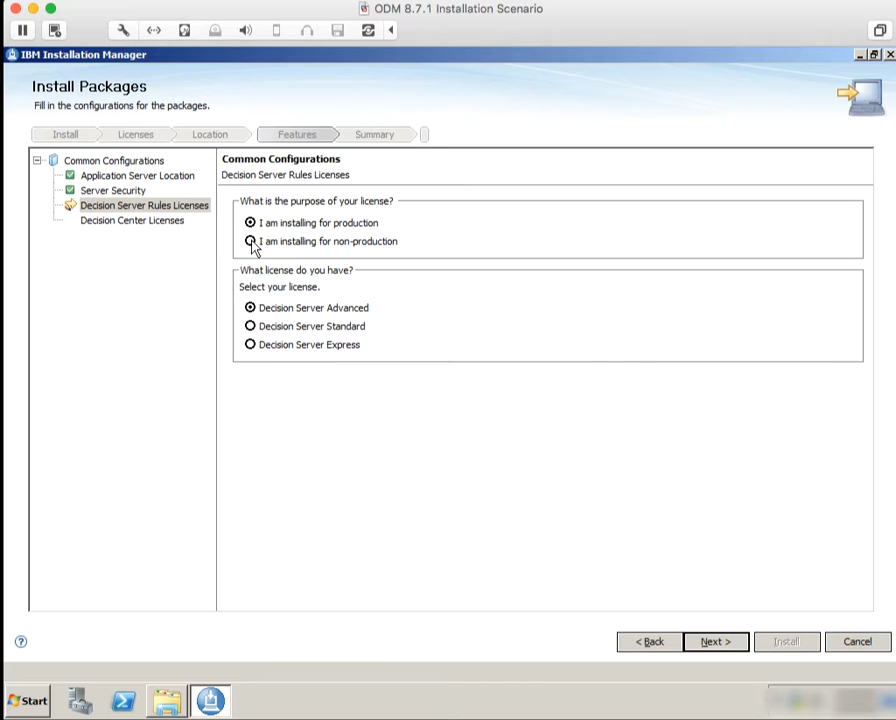 ODM 8.7.1 Installation Scenario
IBM Installation Manager
Install Packages
Fill in the configurations for the packages.
Install
Licenses
Location
Features
Summary
Common Configurations
Application Server Location
Server Security
Decision Server Rules Licenses
Decision Center Licenses
Common Configurations
Decision Server Rules Licenses
What is the purpose of your license?
I am installing for production
I am installing for non-production
What license do you have?
Select your license.
Decision Server Advanced
Decision Server Standard
Decision Server Express
< Back
Next >
Install
Cancel
Start